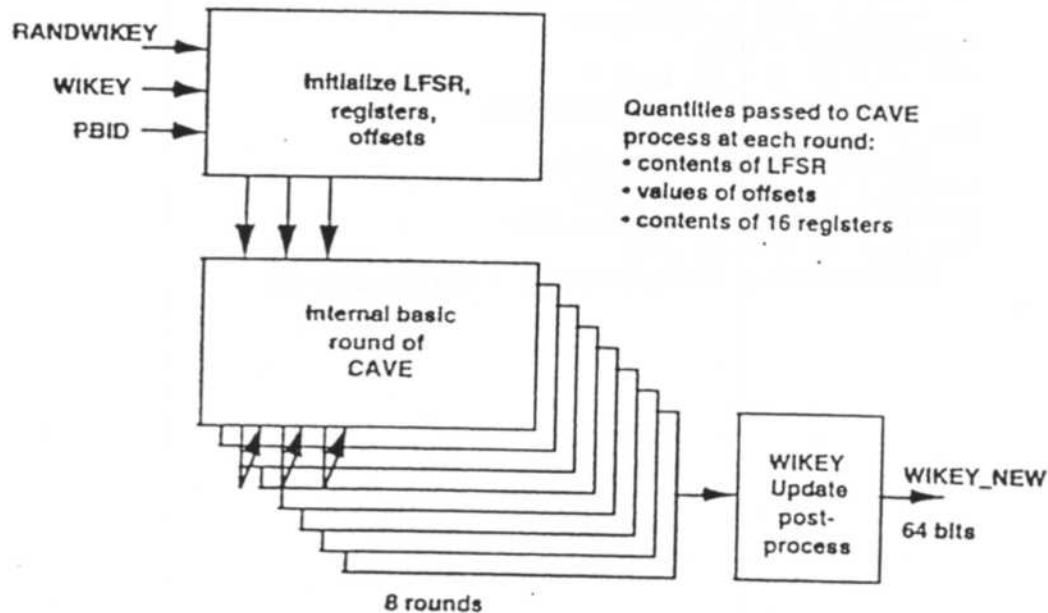 RANDWIKEY
WIKEY
PBID
Initialize LFSR,
registers,
offsets
Quantities passed to CAVE
process at each round:
• contents of LFSR
• values of offsets
• contents of 16 registers
Internal basic
round of
CAVE
WIKEY
Update
post-
process
WIKEY_NEW
64 bits
8 rounds